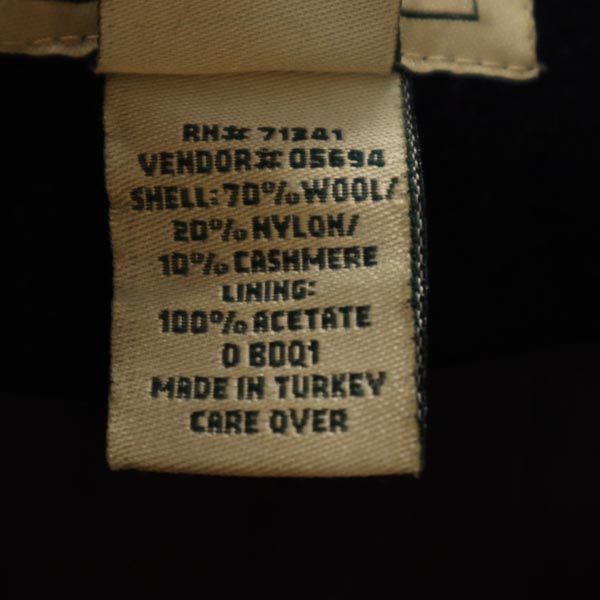 RN# 71341
VENDOR# 05694
SHELL: 70% WOOL/
20% NYLON/
10% CASHMERE
LINING:
100% ACETATE
0 BDQ1
MADE IN TURKEY
CARE OVER